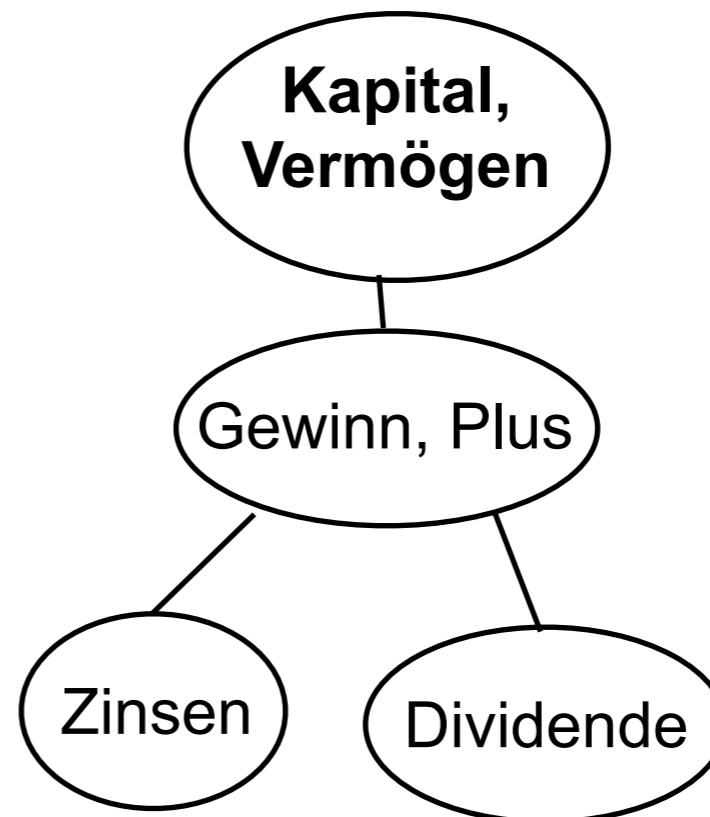 Kapital,
Vermögen
Gewinn, Plus
Zinsen
Dividende